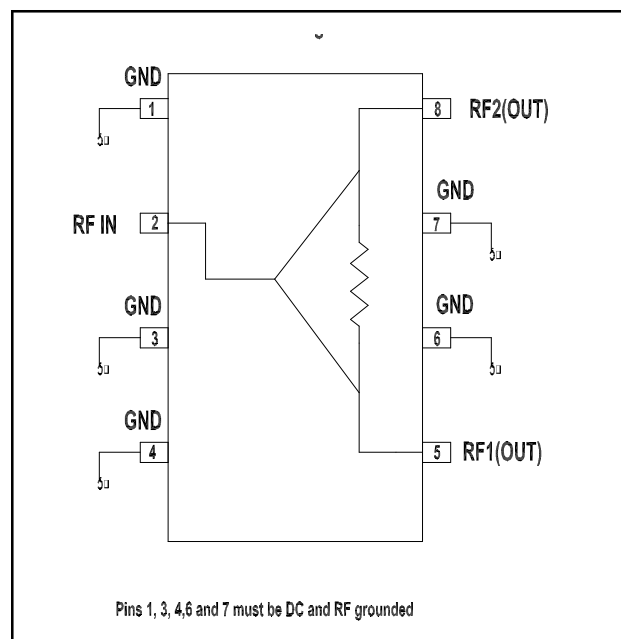 GND
1
8 RF2(OUT)
GND
RF IN 2
7
GND
GND
3
6
GND
4
5 RF1(OUT)
Pins 1, 3, 4,6 and 7 must be DC and RF grounded